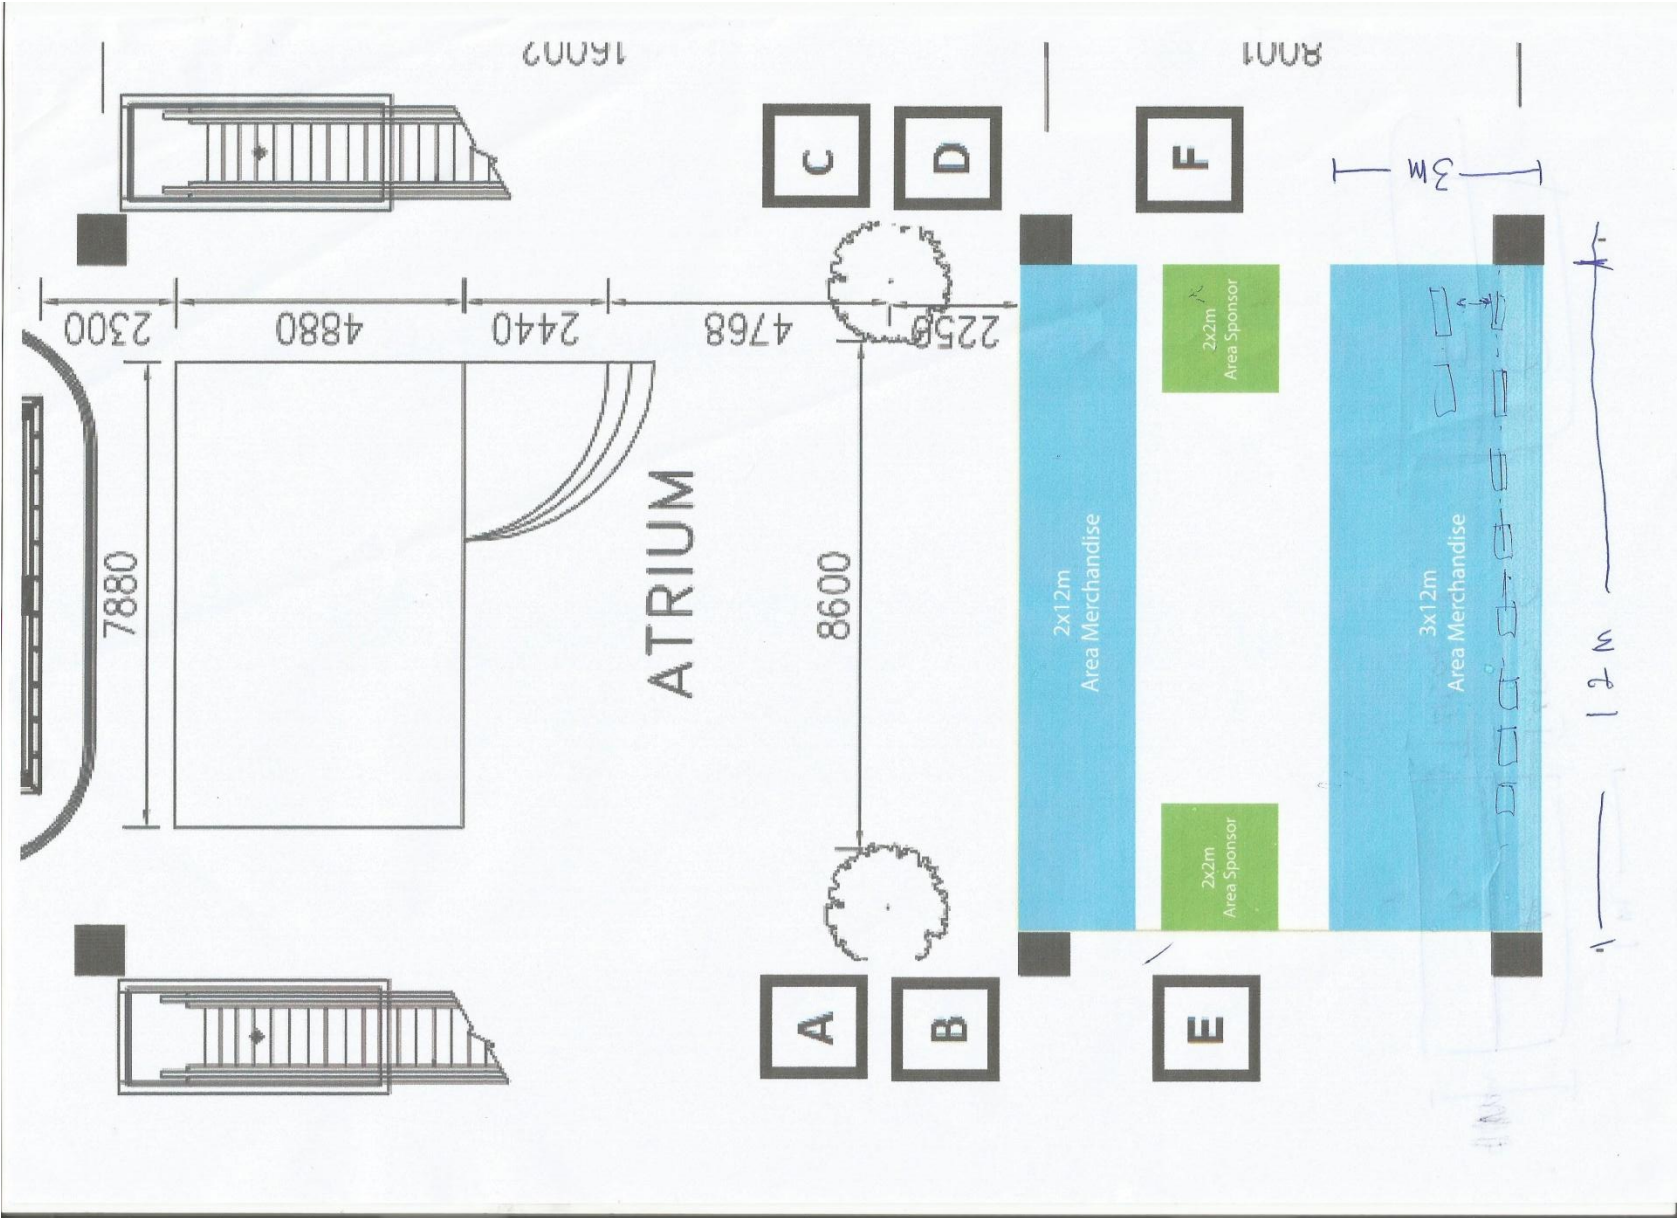 16002
8001
C
D
F
3m
2300
4880
2440
4768
2250
2x2m
Area Sponsor
7880
ATRIUM
8600
2x12m
Area Merchandise
3x12m
Area Merchandise
12 m
2x2m
Area Sponsor
A
B
E